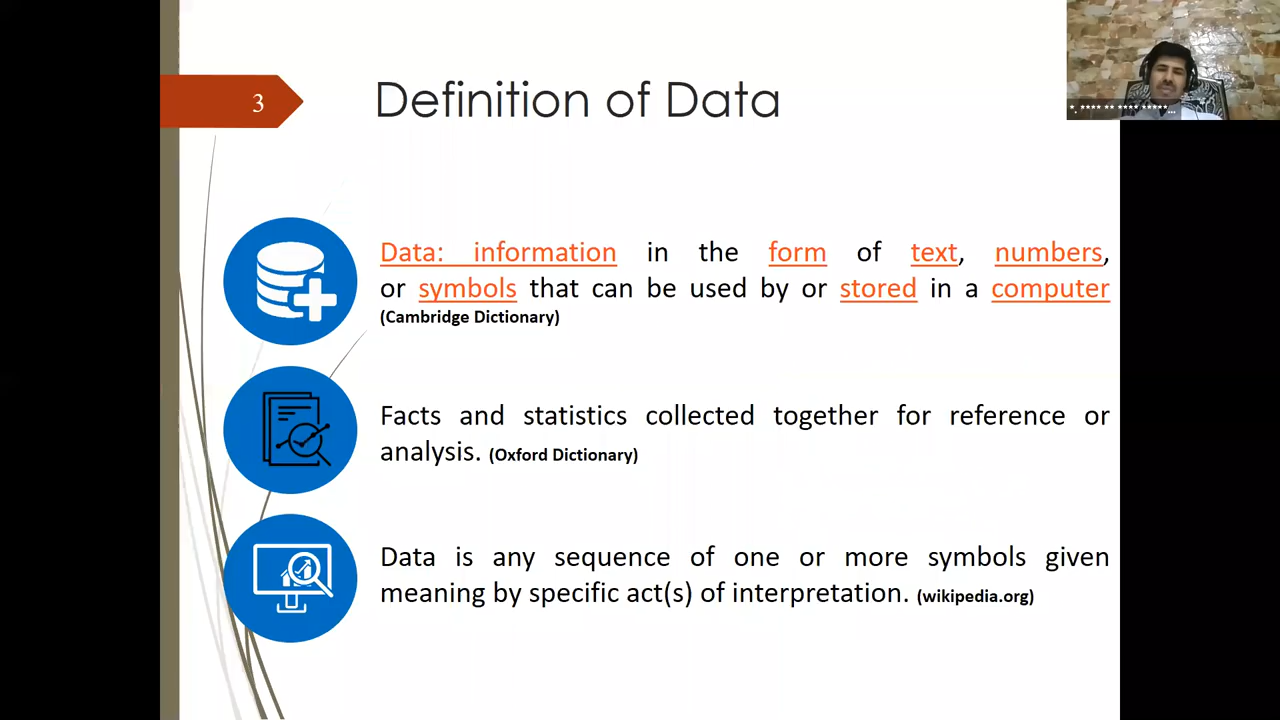 3
Definition of Data
*. **** ** **** *****...
Data: information in the form of text, numbers,
or symbols that can be used by or stored in a computer
(Cambridge Dictionary)
Facts and statistics collected together for reference or
analysis. (Oxford Dictionary)
Data is any sequence of one or more symbols given
meaning by specific act(s) of interpretation. (wikipedia.org)